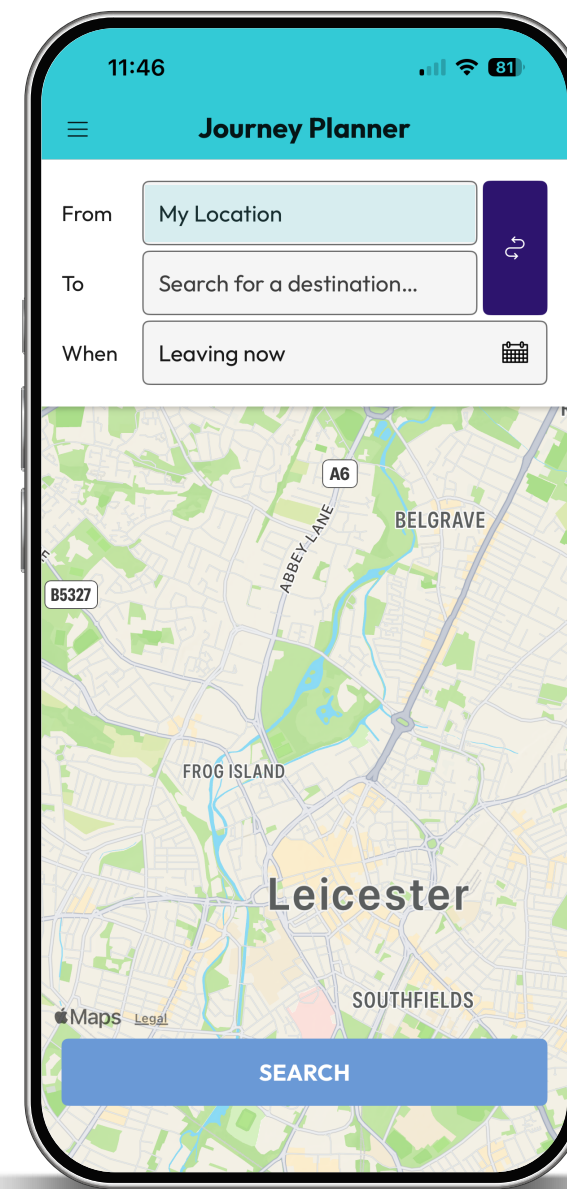 11:46
81
Journey Planner
From
My Location
To
Search for a destination...
When
Leaving now
A6
BELGRAVE
ABBEY LANE
B5327
FROG ISLAND
Leicester
SOUTHFIELDS
Maps Legal
SEARCH